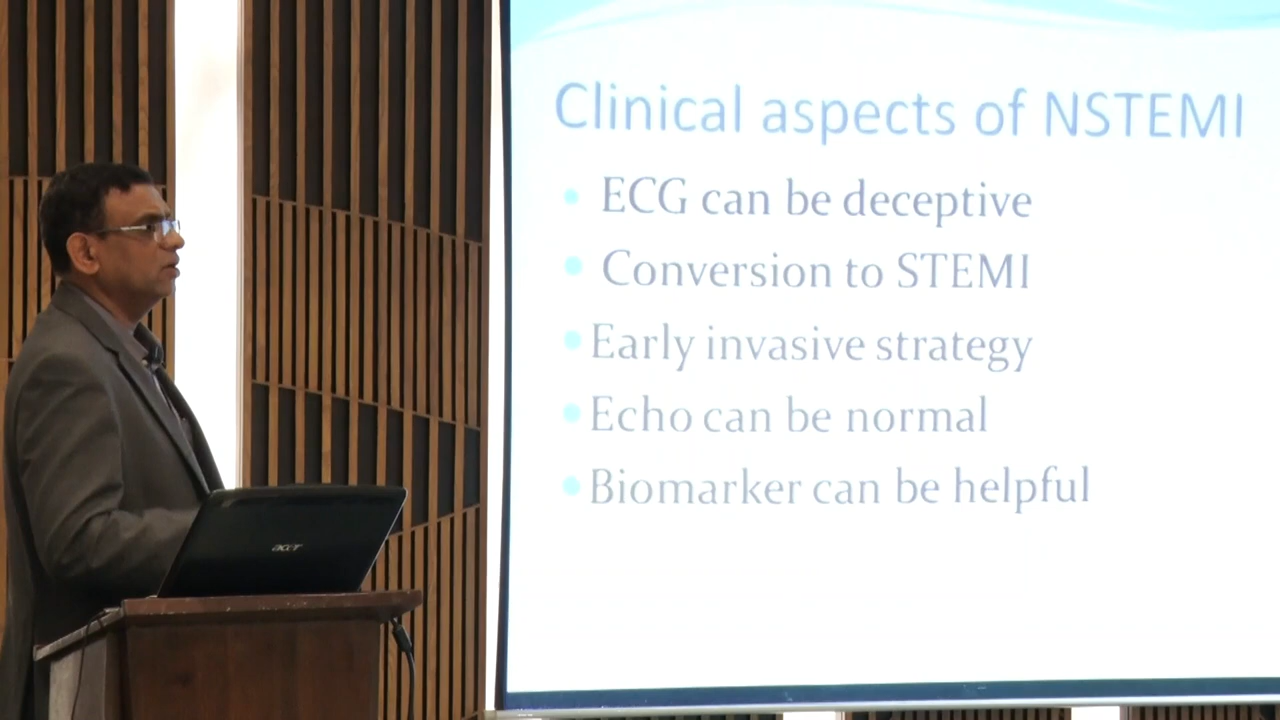 Clinical aspects of NSTEMI
• ECG can be deceptive
• Conversion to STEMI
• Early invasive strategy
• Echo can be normal
• Biomarker can be helpful
acer